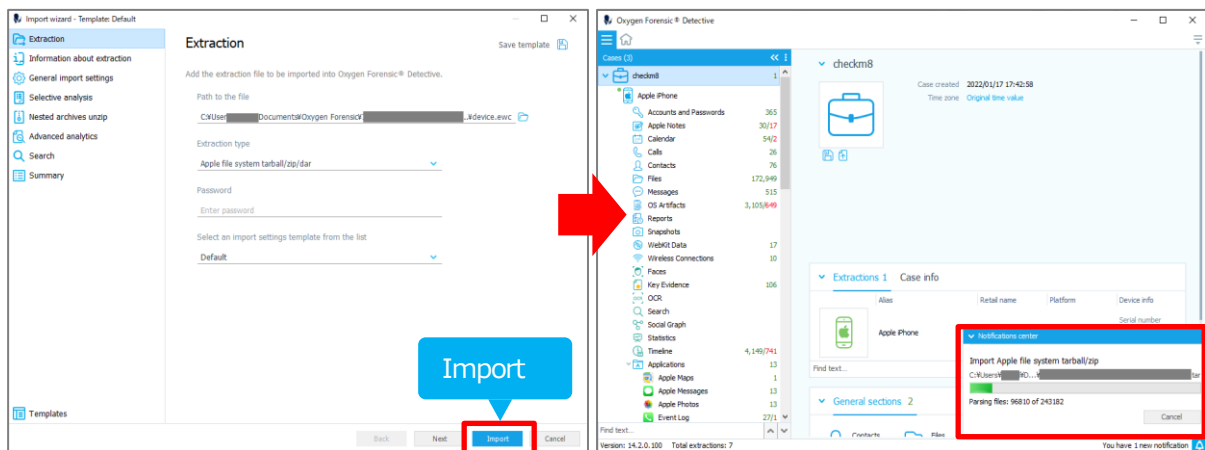 Import wizard - Template: Default
Extraction
Information about extraction
General import settings
Selective analysis
Nested archives unzip
Advanced analytics
Search
Summary
Templates
Extraction
Save template
Add the extraction file to be imported into Oxygen Forensic® Detective.
Path to the file
C:¥User Documents¥Oxygen Forensic¥ ..¥device.ewc
Extraction type
Apple file system tarball/zip/dar
Password
Enter password
Select an import settings template from the list
Default
Import
Back Next Import Cancel
Oxygen Forensic® Detective
Cases (3)
checkm8 1
Apple iPhone
Accounts and Passwords 365
Apple Notes 30/17
Calendar 54/2
Calls 26
Contacts 76
Files 172,949
Messages 515
OS Artifacts 3,105/649
Reports
Snapshots
WebKit Data 17
Wireless Connections 10
Faces
Key Evidence 106
OCR
Search
Social Graph
Statistics
Timeline 4,149/741
Applications 13
Apple Maps 1
Apple Messages 13
Apple Photos 13
Event Log 27/1
Find text...
Version: 14.2.0.100 Total extractions: 7
checkm8
Case created 2022/01/17 17:42:58
Time zone Original time value
Extractions 1 Case info
Alias Retail name Platform Device info
Serial number
Apple iPhone
Find text...
General sections 2
Contacts Files
Notifications center
Import Apple file system tarball/zip
C:¥Users¥ ¥D...¥ tar
Parsing files: 96810 of 243182
Cancel
You have 1 new notification